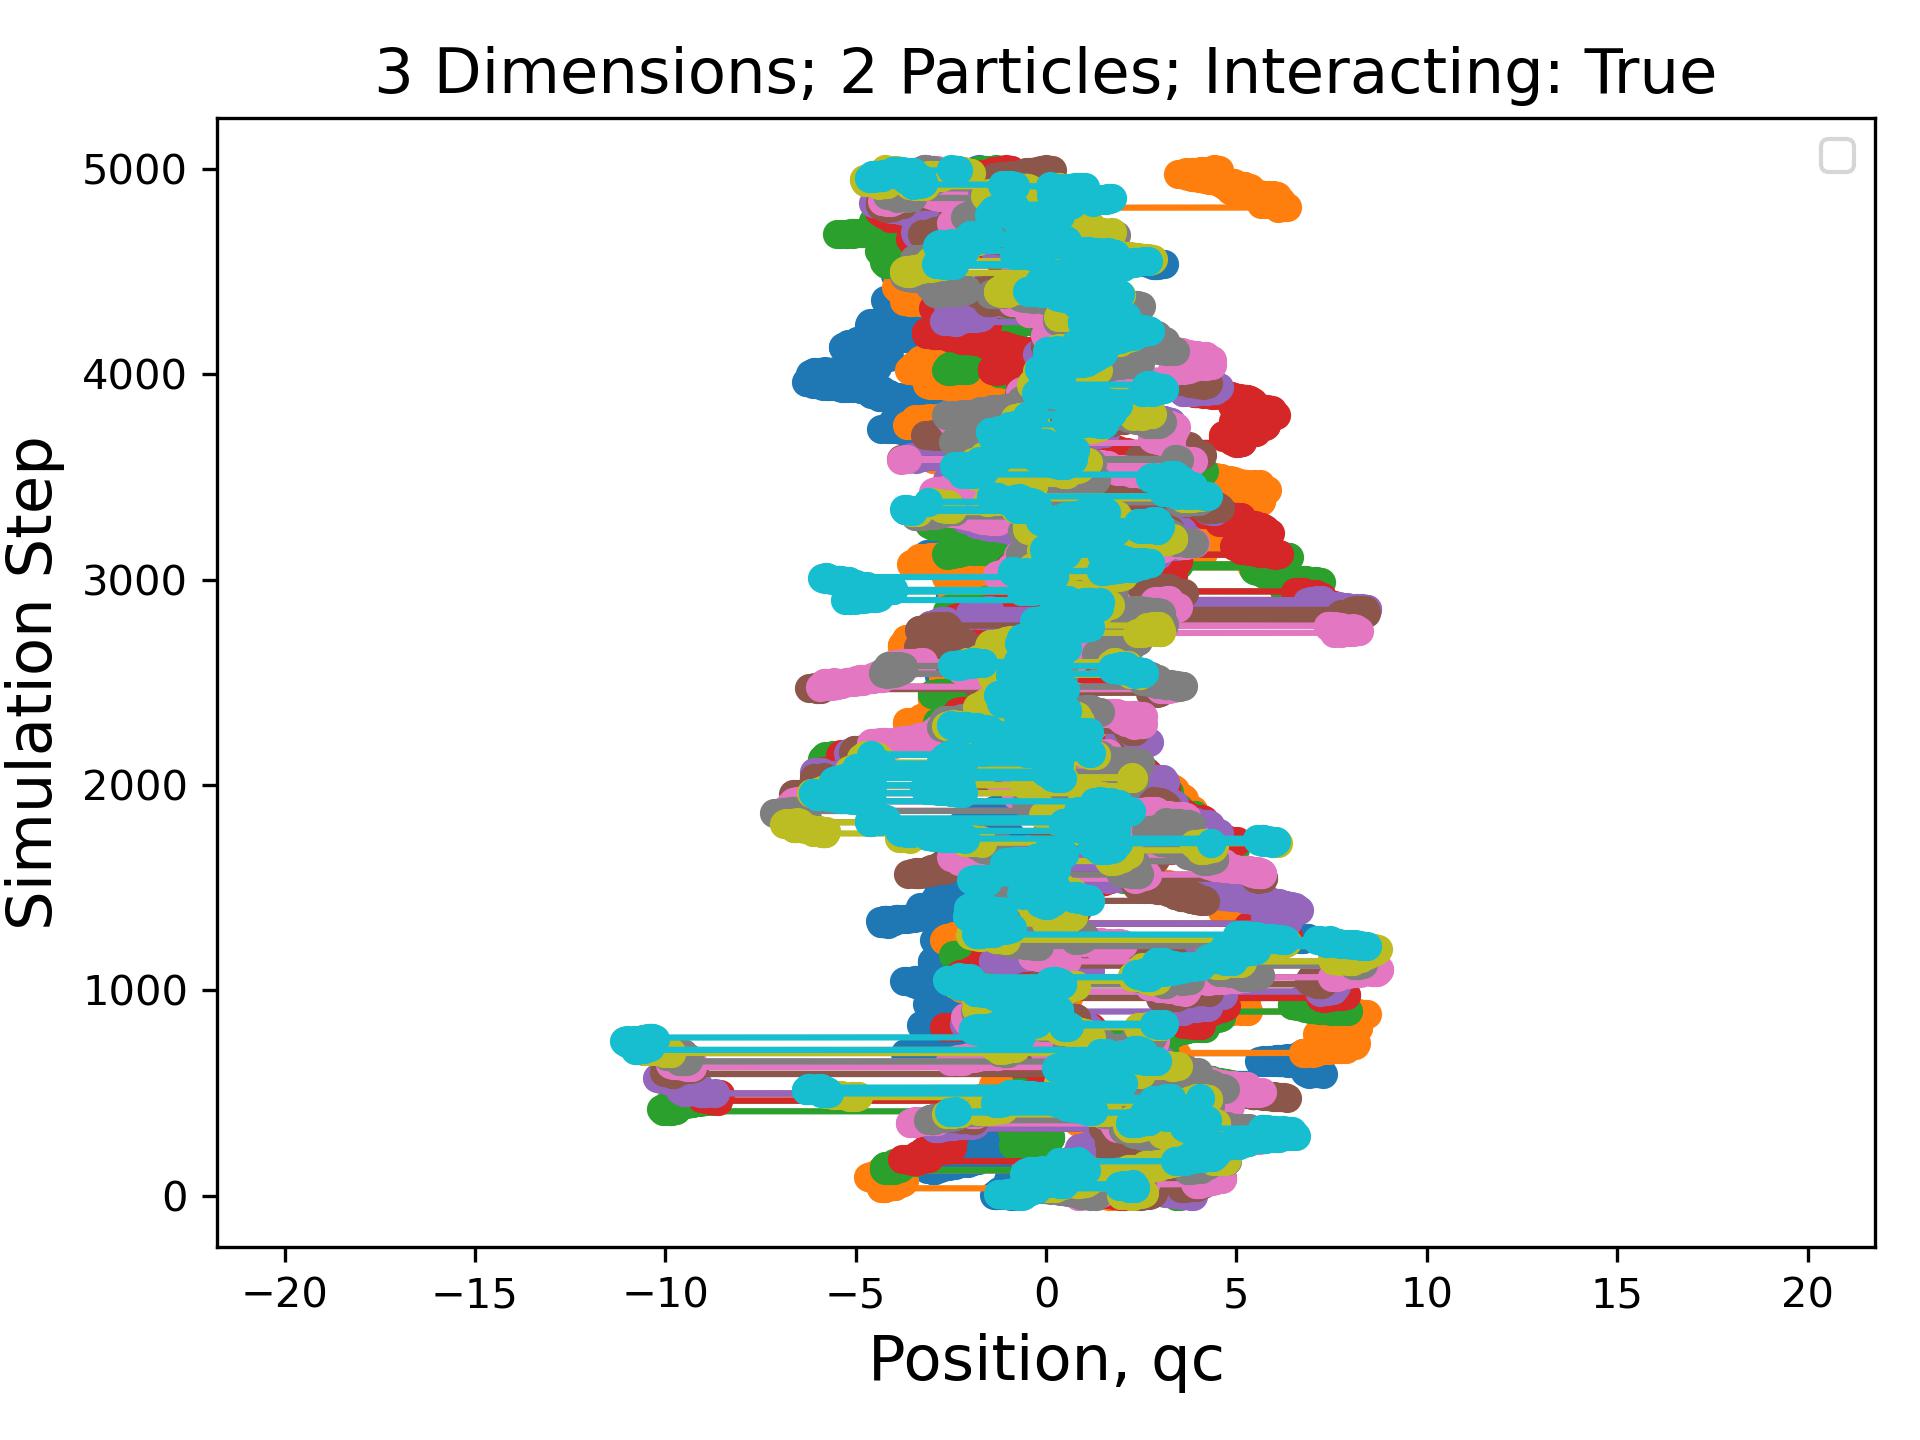 3 Dimensions; 2 Particles; Interacting: True
Simulation Step
5000
4000
3000
2000
1000
0
−20 −15 −10 −5 0 5 10 15 20
Position, qc